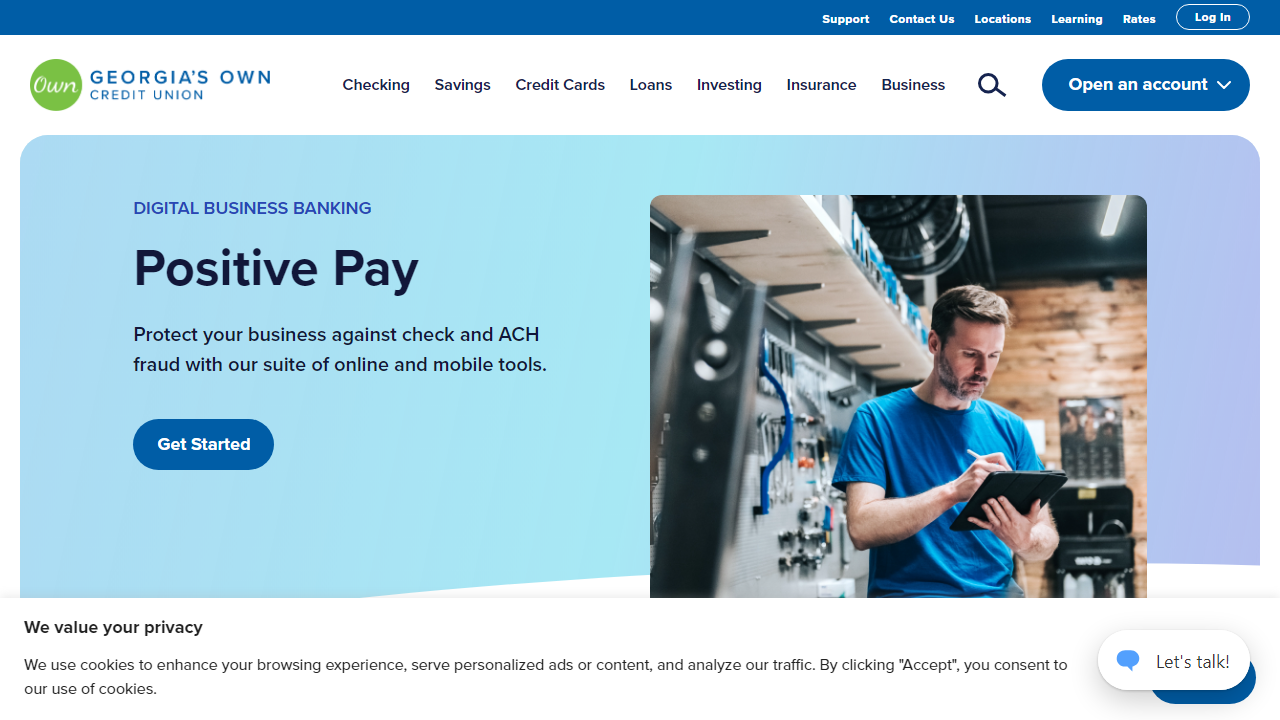 Support Contact Us Locations Learning Rates Log In
Own GEORGIA'S OWN
CREDIT UNION
Checking Savings Credit Cards Loans Investing Insurance Business Open an account
DIGITAL BUSINESS BANKING
Positive Pay
Protect your business against check and ACH
fraud with our suite of online and mobile tools.
Get Started
We value your privacy
We use cookies to enhance your browsing experience, serve personalized ads or content, and analyze our traffic. By clicking "Accept", you consent to
our use of cookies.
Let's talk!